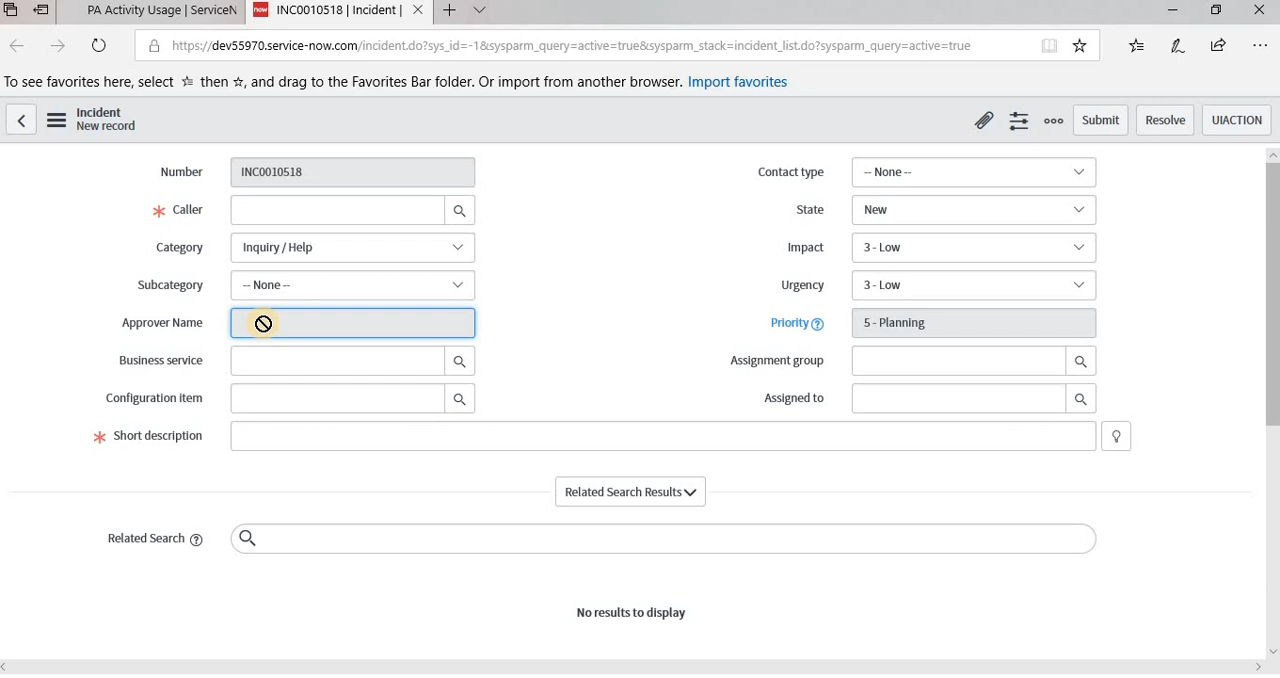 PA Activity Usage | ServiceN
now INC0010518 | Incident |
https://dev55970.service-now.com/incident.do?sys_id=-1&sysparm_query=active=true&sysparm_stack=incident_list.do?sysparm_query=active=true
To see favorites here, select then ☆, and drag to the Favorites Bar folder. Or import from another browser. Import favorites
Incident
New record
Submit
Resolve
UIACTION
Number INC0010518
Contact type -- None --
Caller
State New
Category Inquiry / Help
Impact 3 - Low
Subcategory -- None --
Urgency 3 - Low
Approver Name
Priority 5 - Planning
Business service
Assignment group
Configuration item
Assigned to
Short description
Related Search Results
Related Search
No results to display